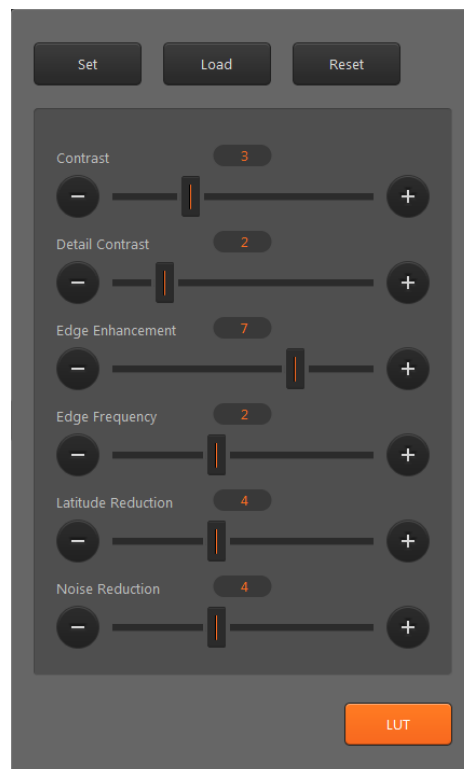 Set Load Reset
Contrast 3
Detail Contrast 2
Edge Enhancement 7
Edge Frequency 2
Latitude Reduction 4
Noise Reduction 4
LUT